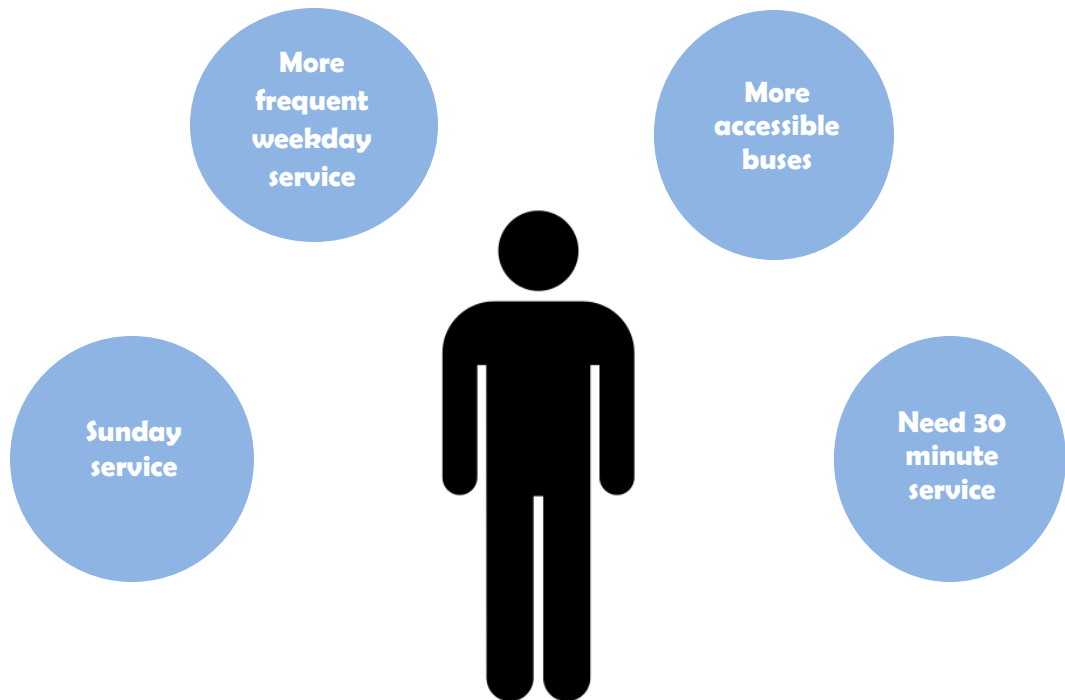 More
frequent
weekday
service
More
accessible
buses
Sunday
service
Need 30
minute
service